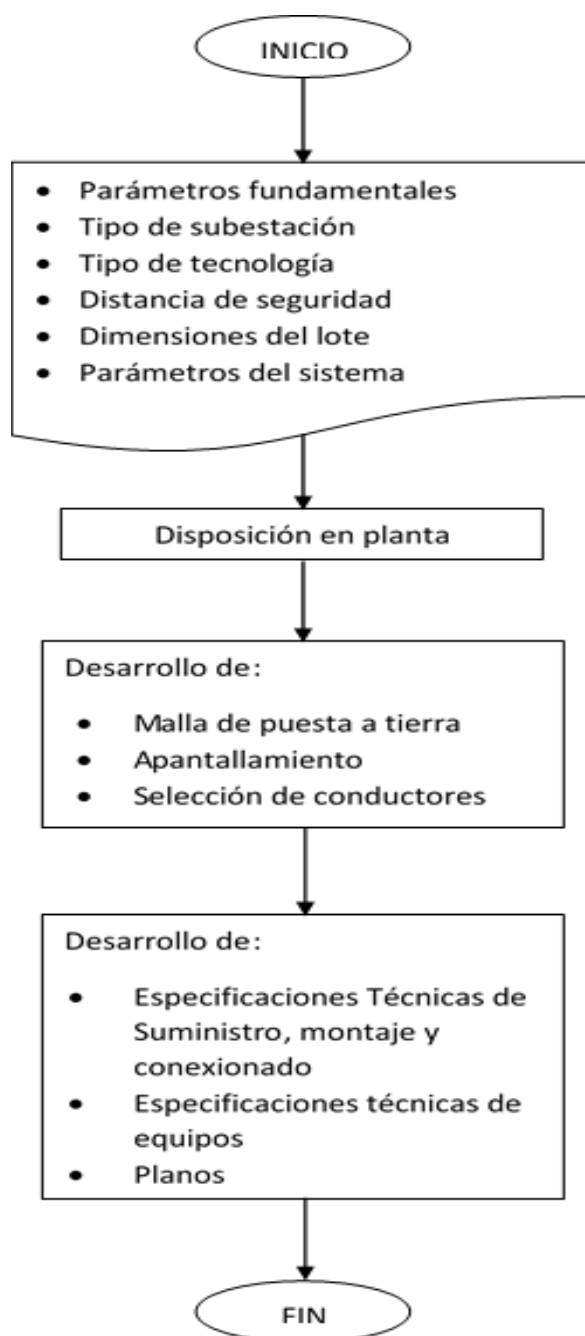 INICIO
• Parámetros fundamentales
• Tipo de subestación
• Tipo de tecnología
• Distancia de seguridad
• Dimensiones del lote
• Parámetros del sistema
Disposición en planta
Desarrollo de:
• Malla de puesta a tierra
• Apantallamiento
• Selección de conductores
Desarrollo de:
• Especificaciones Técnicas de
Suministro, montaje y
conexionado
• Especificaciones técnicas de
equipos
• Planos
FIN